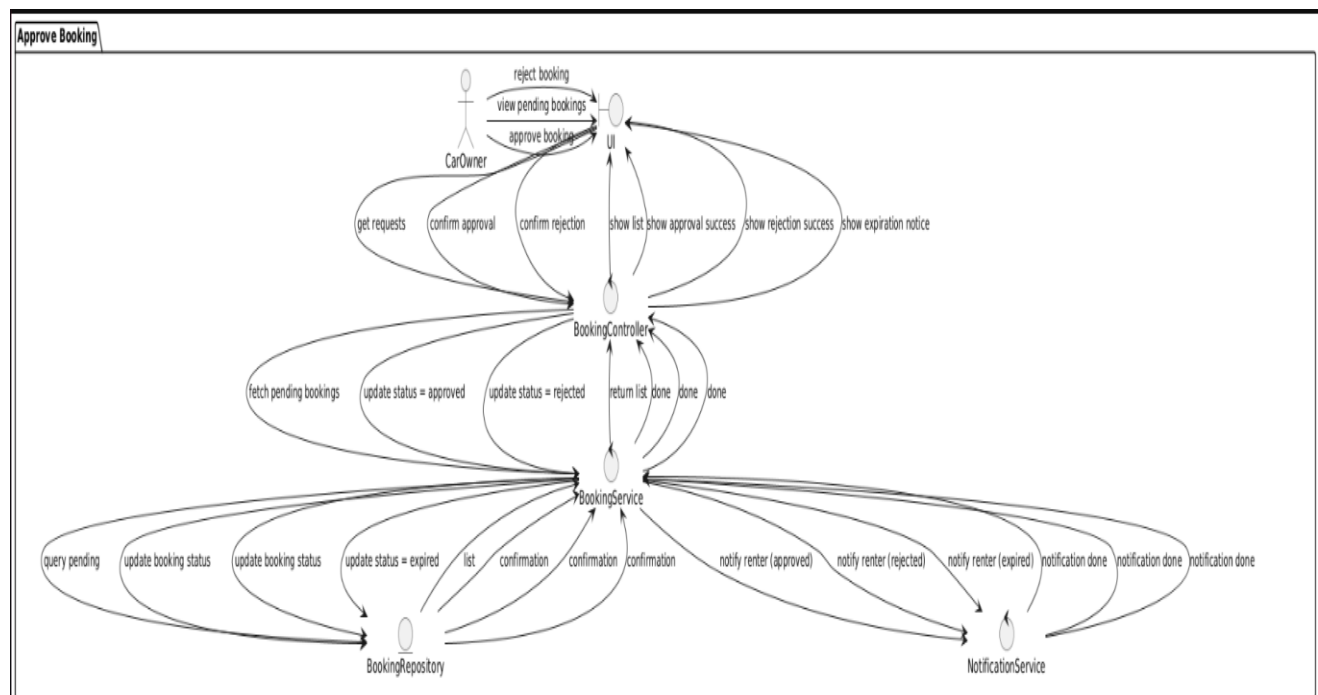 Approve Booking
reject booking
view pending bookings
approve booking
CarOwner
UI
get requests
confirm approval
confirm rejection
show list
show approval success
show rejection success
show expiration notice
BookingController
fetch pending bookings
update status = approved
update status = rejected
return list
done
done
done
BookingService
query pending
update booking status
update booking status
update status = expired
list
confirmation
confirmation
confirmation
notify renter (approved)
notify renter (rejected)
notify renter (expired)
notification done
notification done
notification done
BookingRepository
NotificationService